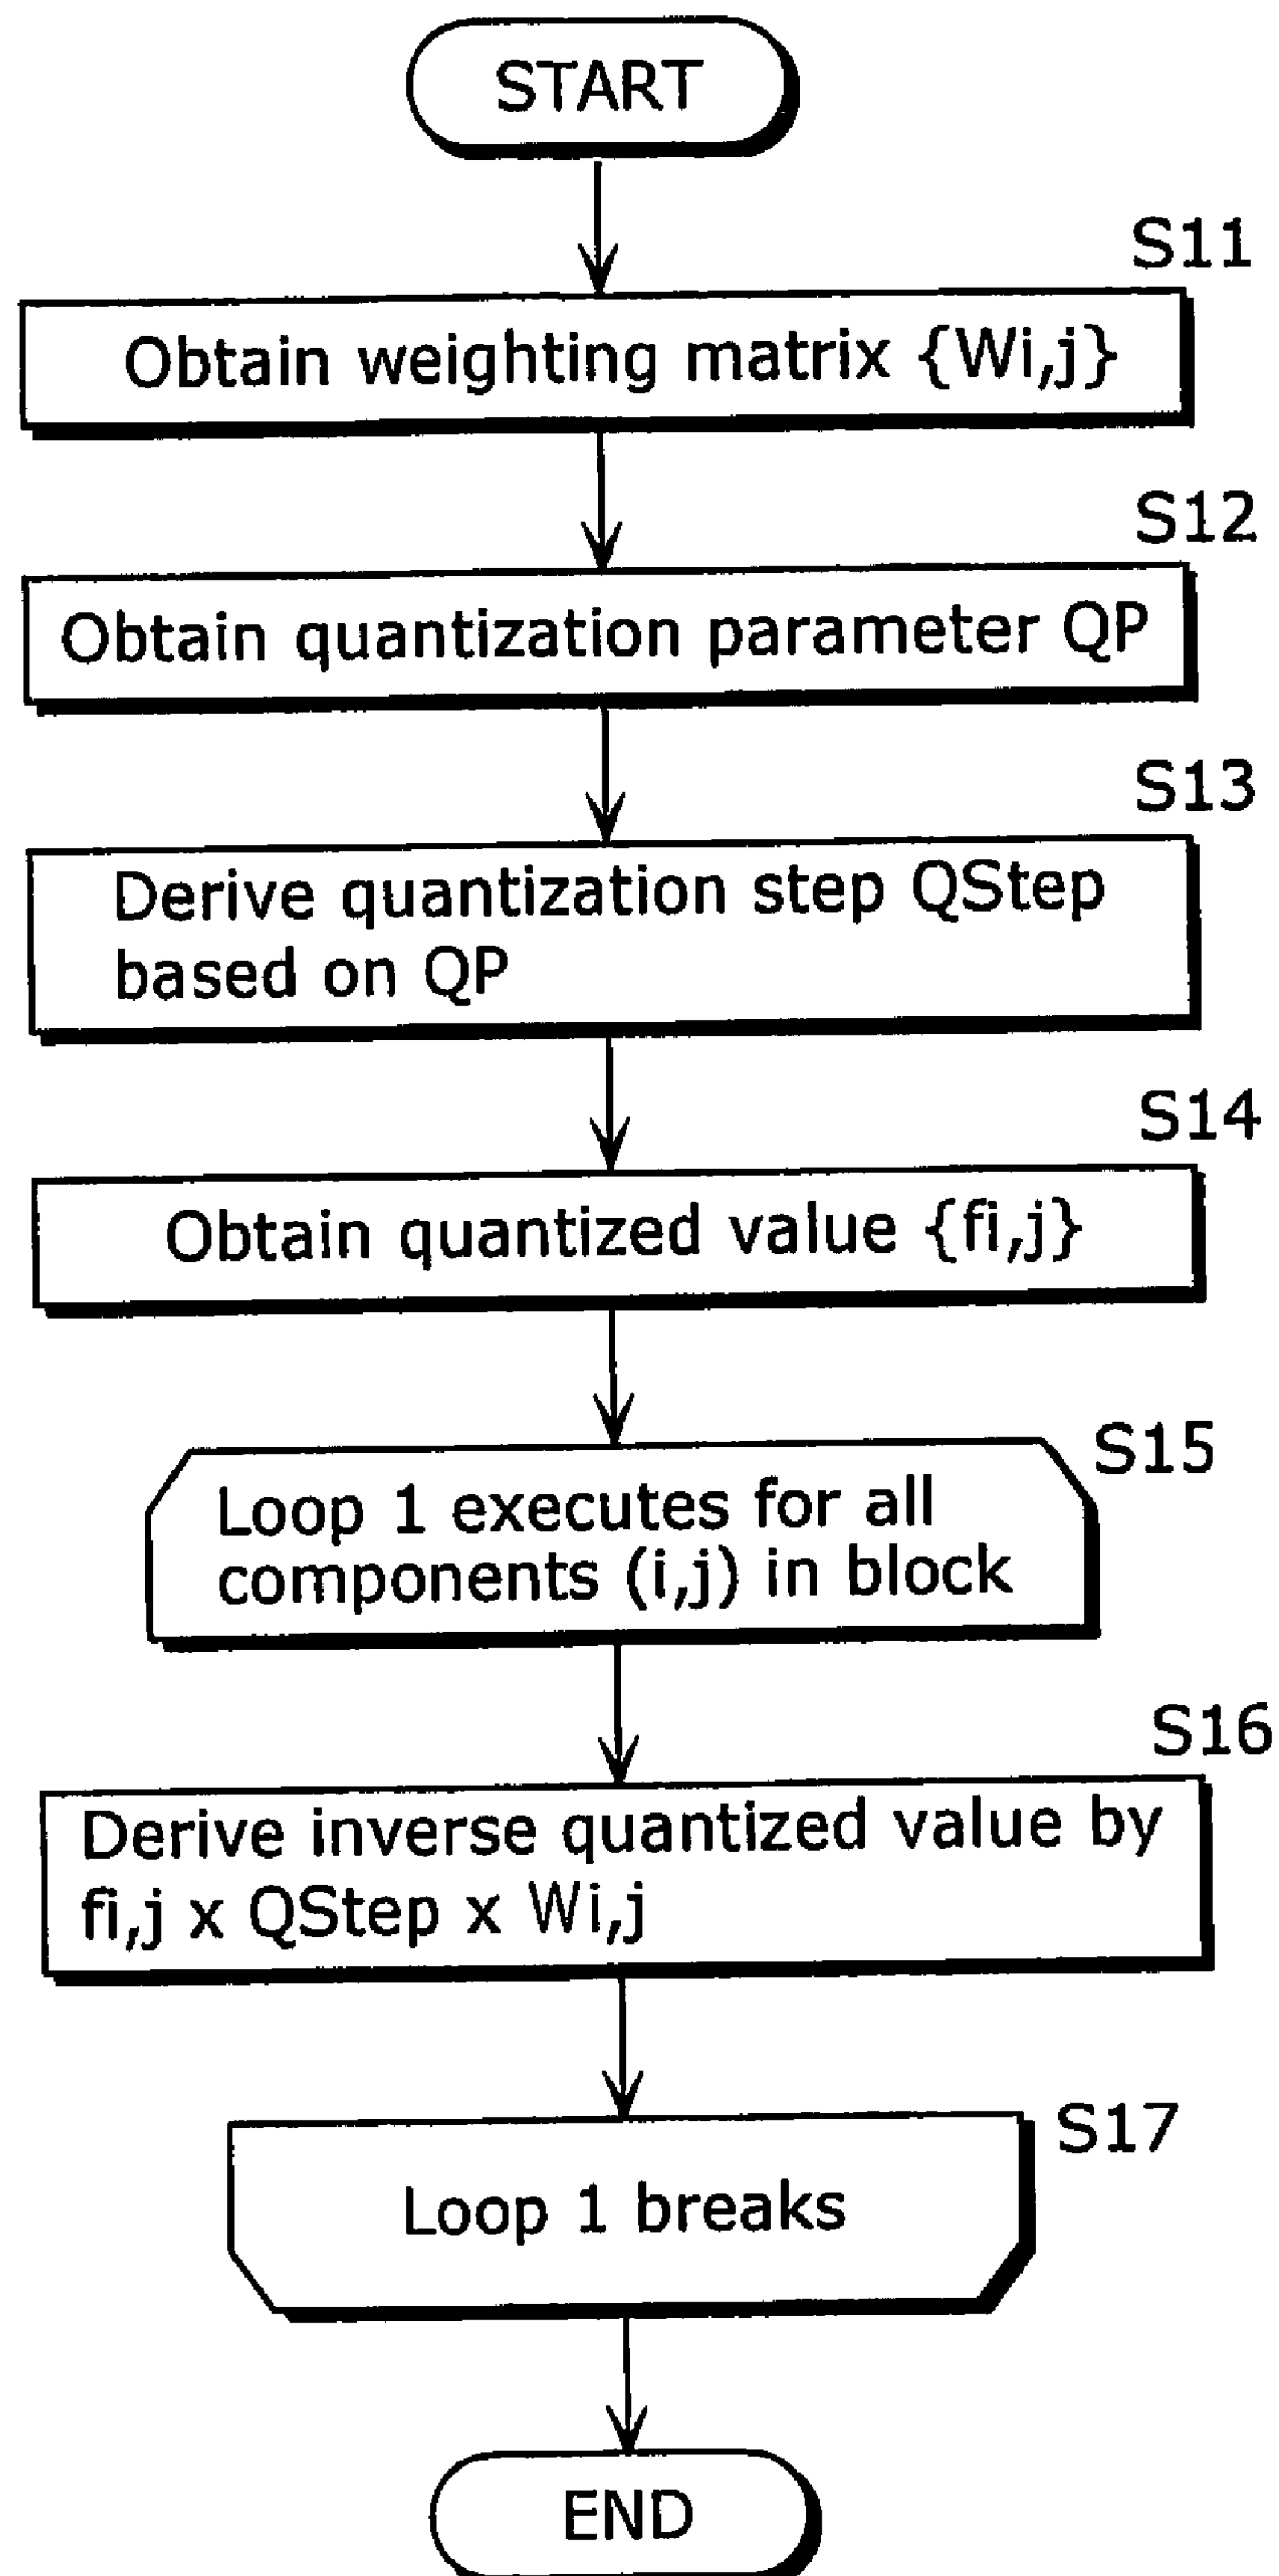 START
S11
Obtain weighting matrix {Wi,j}
S12
Obtain quantization parameter QP
S13
Derive quantization step QStep
based on QP
S14
Obtain quantized value {fi,j}
S15
Loop 1 executes for all
components (i,j) in block
S16
Derive inverse quantized value by
fi,j x QStep x Wi,j
S17
Loop 1 breaks
END